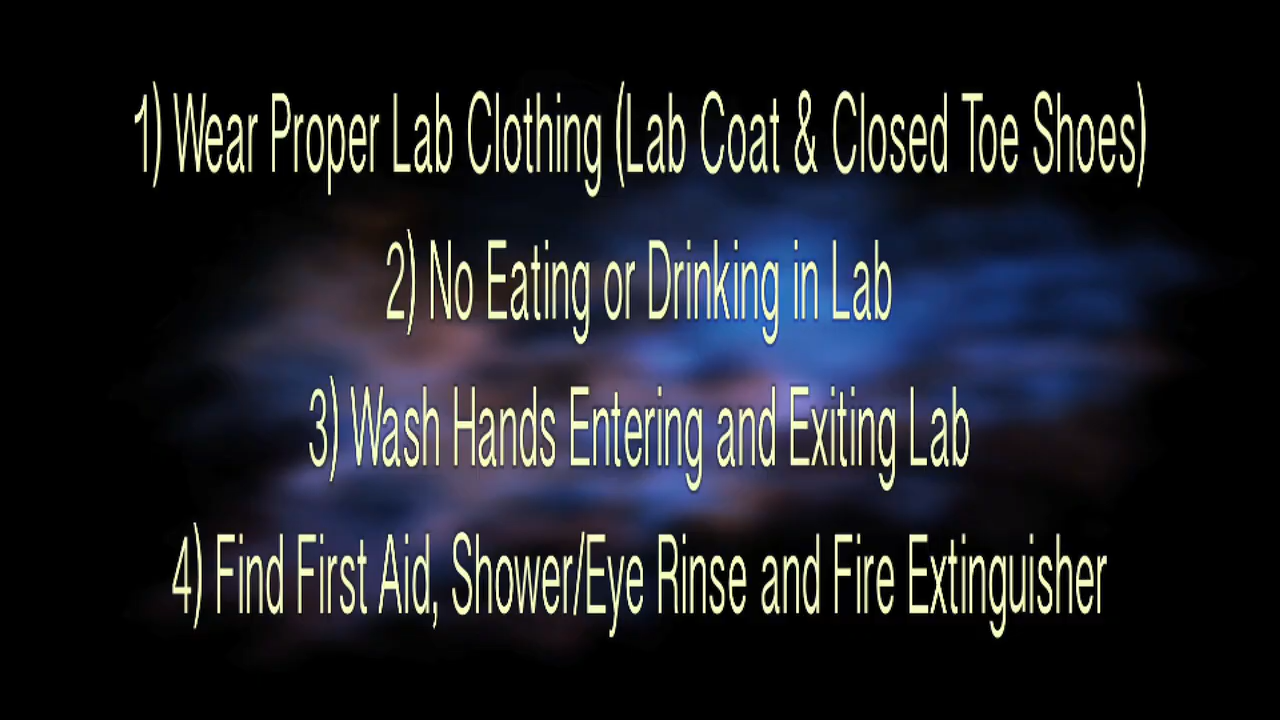 1) Wear Proper Lab Clothing (Lab Coat & Closed Toe Shoes)
2) No Eating or Drinking in Lab
3) Wash Hands Entering and Exiting Lab
4) Find First Aid, Shower/Eye Rinse and Fire Extinguisher